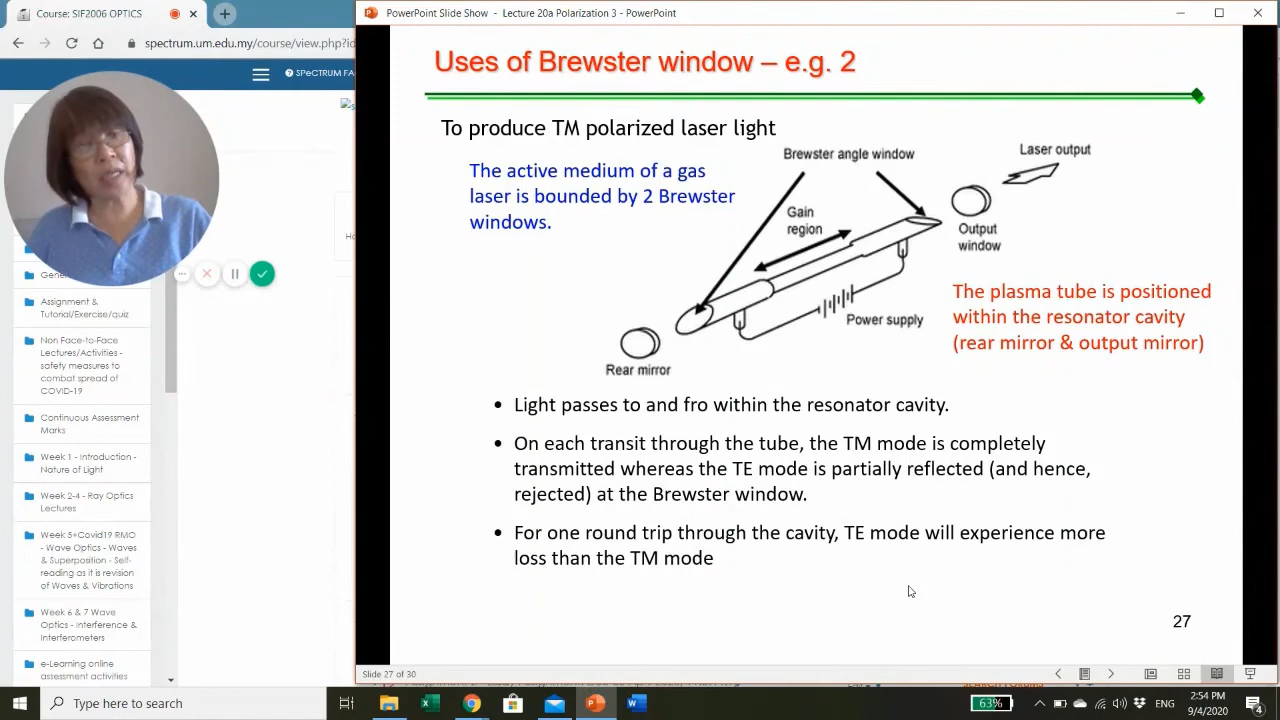 Course: SIF2006 OPTICS
PowerPoint Slide Show - Lecture 20a Polarization 3 - PowerPoint
spectrum.um.edu.my/course/view.php?i
SPeCTRUM FA
Assignment &
Tutorial/Exercise/quiz
Non Face-to-Face
Lectures/Activities -
safety measures to
combat spread of
COVID-19
Continuous Assessment
Marks
Week 1 - Introduction -
Nature of Light
Week 2-4 - Ray Optics
Lectures
Week 5+Covid19 RMO
- Wave Optics - Waves
& Superposition - Self-
reading as it is revision
of Waves & Vibrations
Week 6 & 7 Wave
Optics - Interference &
Interferometers
e-Learning online
assessment activities
Uses of Brewster window – e.g. 2
To produce TM polarized laser light
The active medium of a gas
laser is bounded by 2 Brewster
windows.
Brewster angle window
Laser output
Gain
region
Output
window
Power supply
Rear mirror
The plasma tube is positioned
within the resonator cavity
(rear mirror & output mirror)
• Light passes to and fro within the resonator cavity.
• On each transit through the tube, the TM mode is completely
transmitted whereas the TE mode is partially reflected (and hence,
rejected) at the Brewster window.
• For one round trip through the cavity, TE mode will experience more
loss than the TM mode
27
Slide 27 of 30
Type here to search
63%
ENG
2:54 PM
9/4/2020
4